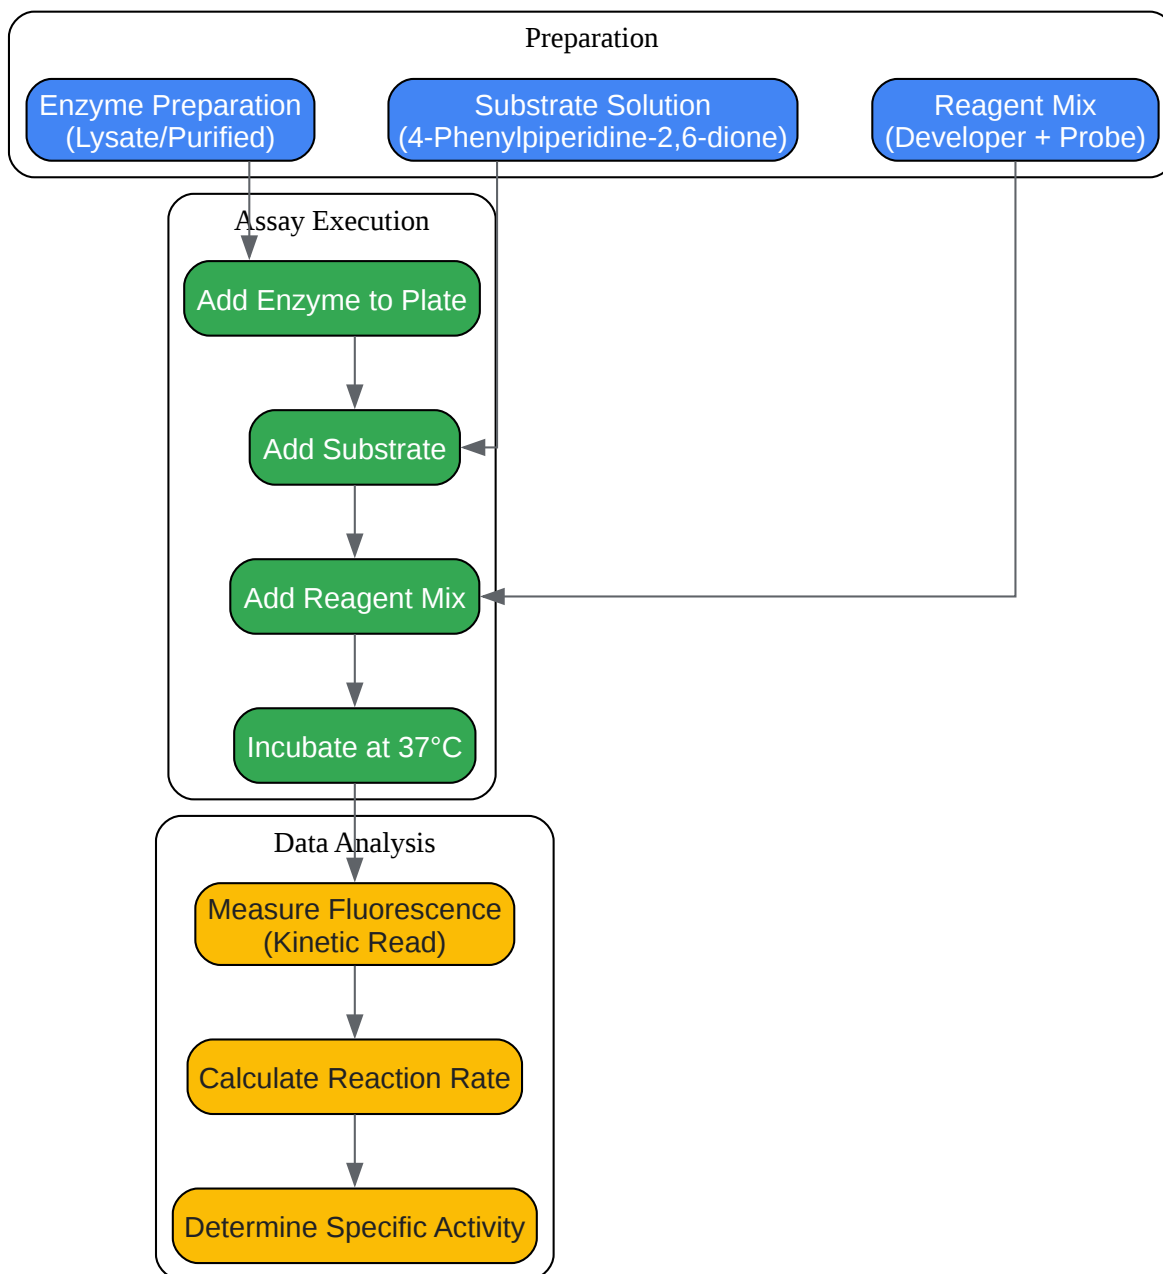 Preparation
Enzyme Preparation
(Lysate/Purified)
Substrate Solution
(4-Phenylpiperidine-2,6-dione)
Reagent Mix
(Developer + Probe)
Assay Execution
Add Enzyme to Plate
Add Substrate
Add Reagent Mix
Incubate at 37°C
Data Analysis
Measure Fluorescence
(Kinetic Read)
Calculate Reaction Rate
Determine Specific Activity